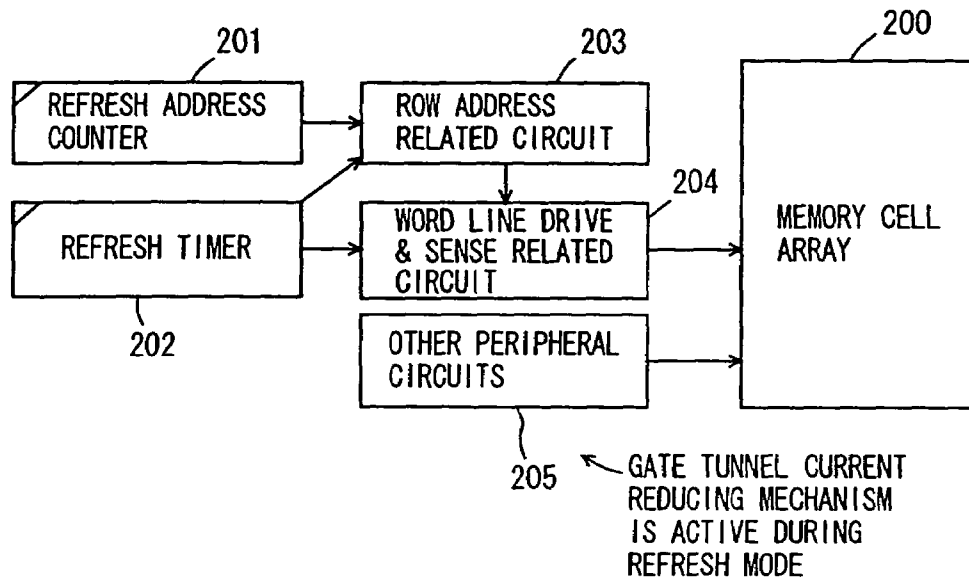 201
203
200
REFRESH ADDRESS
COUNTER
ROW ADDRESS
RELATED CIRCUIT
204
REFRESH TIMER
WORD LINE DRIVE
& SENSE RELATED
CIRCUIT
MEMORY CELL
ARRAY
202
OTHER PERIPHERAL
CIRCUITS
205
GATE TUNNEL CURRENT
REDUCING MECHANISM
IS ACTIVE DURING
REFRESH MODE